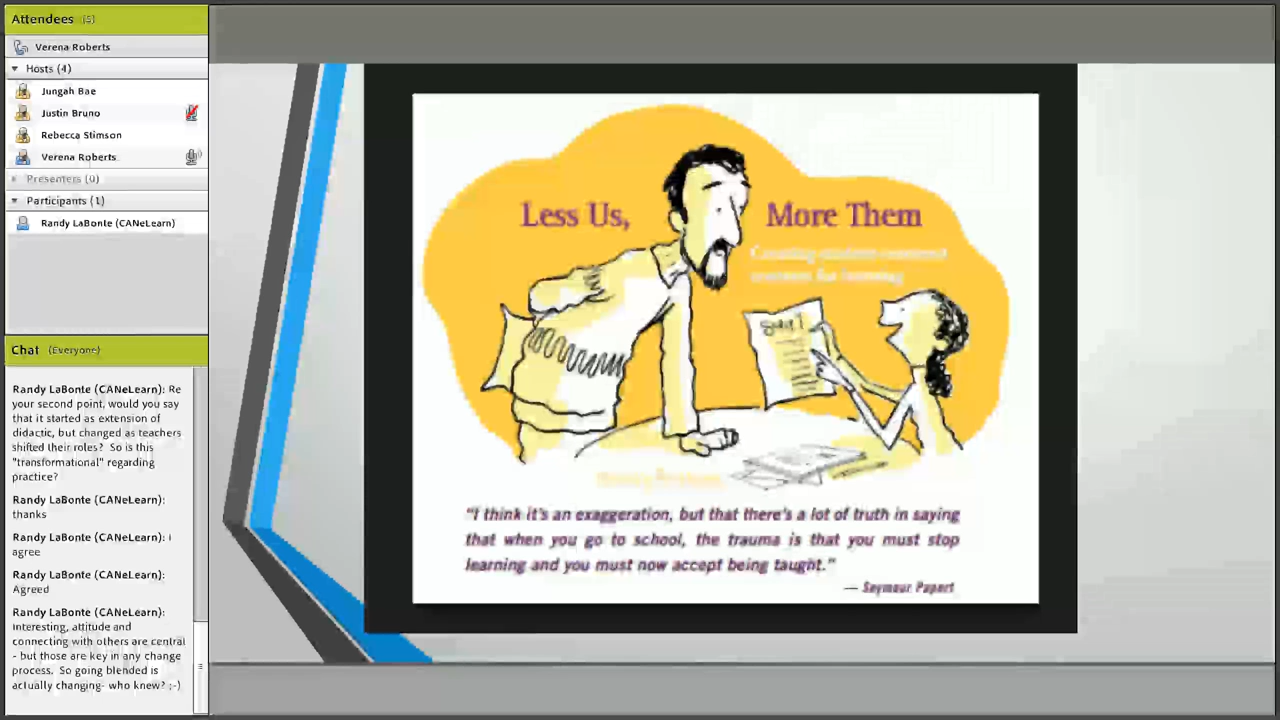 Attendees (5)
Verena Roberts
Hosts (4)
Jungah Bae
Justin Bruno
Rebecca Stimson
Verena Roberts
Presenters (0)
Participants (1)
Randy LaBonte (CANeLearn)
Chat (Everyone)
Randy LaBonte (CANeLearn): Re
your second point, would you say
that it started as extension of
didactic, but changed as teachers
shifted their roles? So is this
"transformational" regarding
practice?
Randy LaBonte (CANeLearn):
thanks
Randy LaBonte (CANeLearn): i
agree
Randy LaBonte (CANeLearn):
Agreed
Randy LaBonte (CANeLearn):
Interesting, attitude and
connecting with others are central
- but those are key in any change
process. So going blended is
actually changing- who knew? ;-)
Less Us, More Them
Creating student-centered
"I think it's an exaggeration, but that there's a lot of truth in saying
that when you go to school, the trauma is that you must stop
learning and you must now accept being taught."
— Seymour Papert